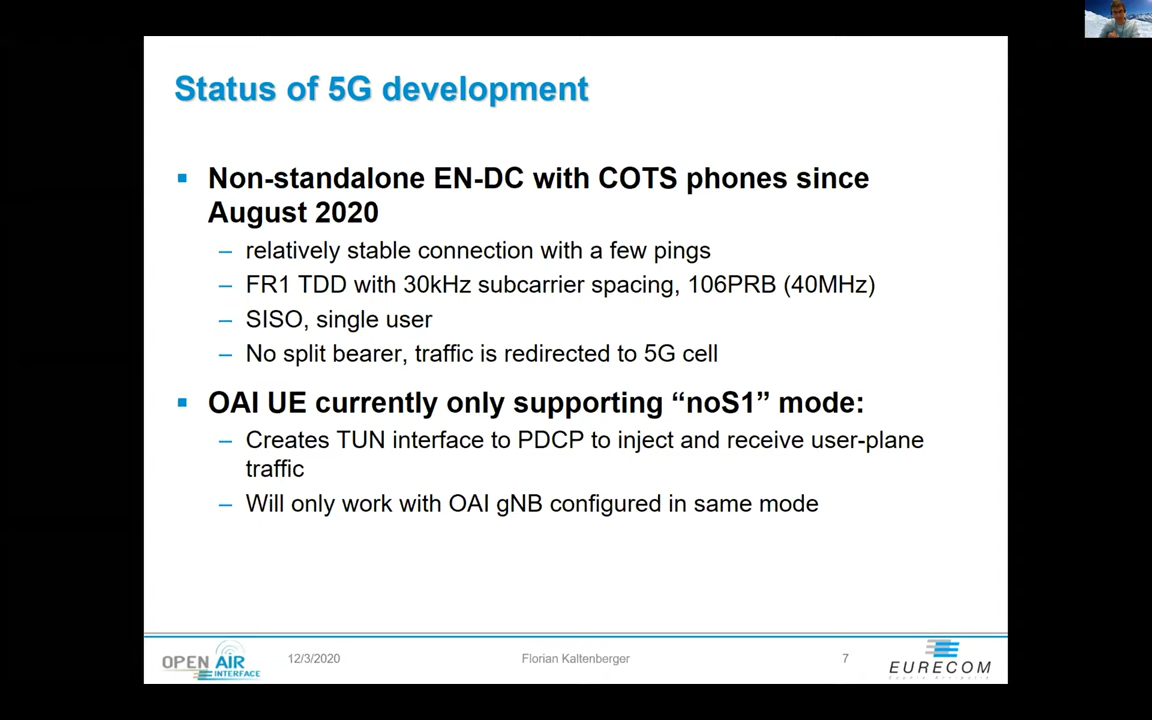 Status of 5G development
▪ Non-standalone EN-DC with COTS phones since
August 2020
– relatively stable connection with a few pings
– FR1 TDD with 30kHz subcarrier spacing, 106PRB (40MHz)
– SISO, single user
– No split bearer, traffic is redirected to 5G cell
▪ OAI UE currently only supporting “noS1” mode:
– Creates TUN interface to PDCP to inject and receive user-plane
traffic
– Will only work with OAI gNB configured in same mode
OPEN AIR
INTERFACE
12/3/2020
Florian Kaltenberger
7
EURECOM